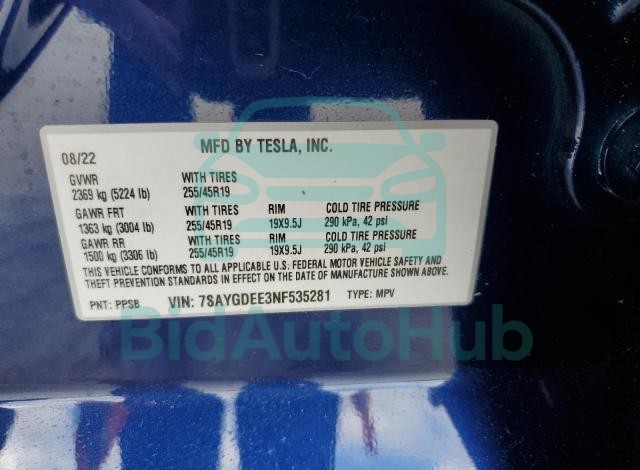 MFD BY TESLA, INC.
08/22
GVWR WITH TIRES
2369 kg (5224 lb) 255/45R19
GAWR FRT WITH TIRES RIM COLD TIRE PRESSURE
1363 kg (3004 lb) 255/45R19 19X9.5J 290 kPa, 42 psi
GAWR RR WITH TIRES RIM COLD TIRE PRESSURE
1500 kg (3306 lb) 255/45R19 19X9.5J 290 kPa, 42 psi
THIS VEHICLE CONFORMS TO ALL APPLICABLE U.S. FEDERAL MOTOR VEHICLE SAFETY AND
THEFT PREVENTION STANDARDS IN EFFECT ON THE DATE OF MANUFACTURE SHOWN ABOVE.
PNT: PPSB VIN: 7SAYGDEE3NF535281 TYPE: MPV
BidAutoHub